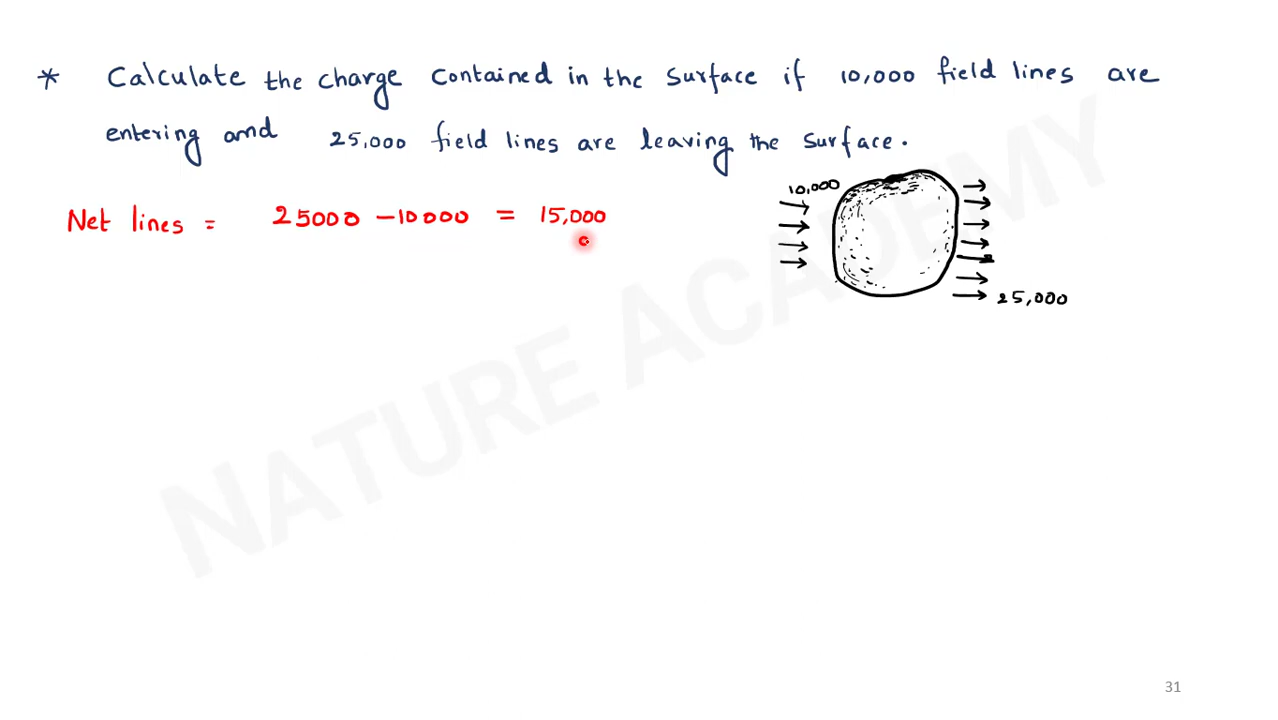 * Calculate the charge contained in the surface if 10,000 field lines are
entering and 25,000 field lines are leaving the surface.
10,000
Net lines = 25000 - 10000 = 15,000
25,000
NATURE ACADEMY
31